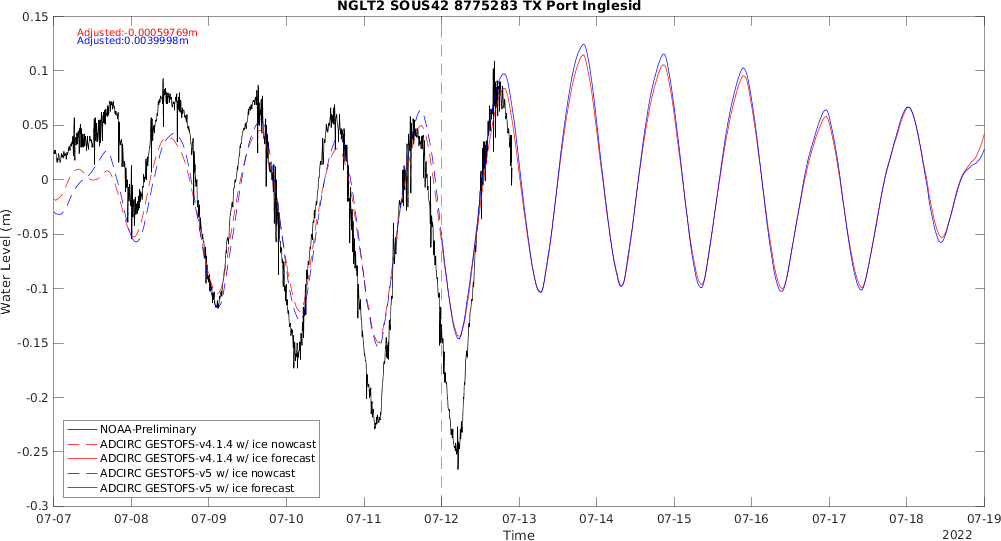 NGLT2 SOUS42 8775283 TX Port Inglesid
Adjusted:-0.00059769m
Adjusted:0.0039998m
0.15
0.1
0.05
0
-0.05
-0.1
-0.15
-0.2
-0.25
-0.3
Water Level (m)
NOAA-Preliminary
ADCIRC GESTOFS-v4.1.4 w/ ice nowcast
ADCIRC GESTOFS-v4.1.4 w/ ice forecast
ADCIRC GESTOFS-v5 w/ ice nowcast
ADCIRC GESTOFS-v5 w/ ice forecast
07-07 07-08 07-09 07-10 07-11 07-12 07-13 07-14 07-15 07-16 07-17 07-18 07-19
Time
2022